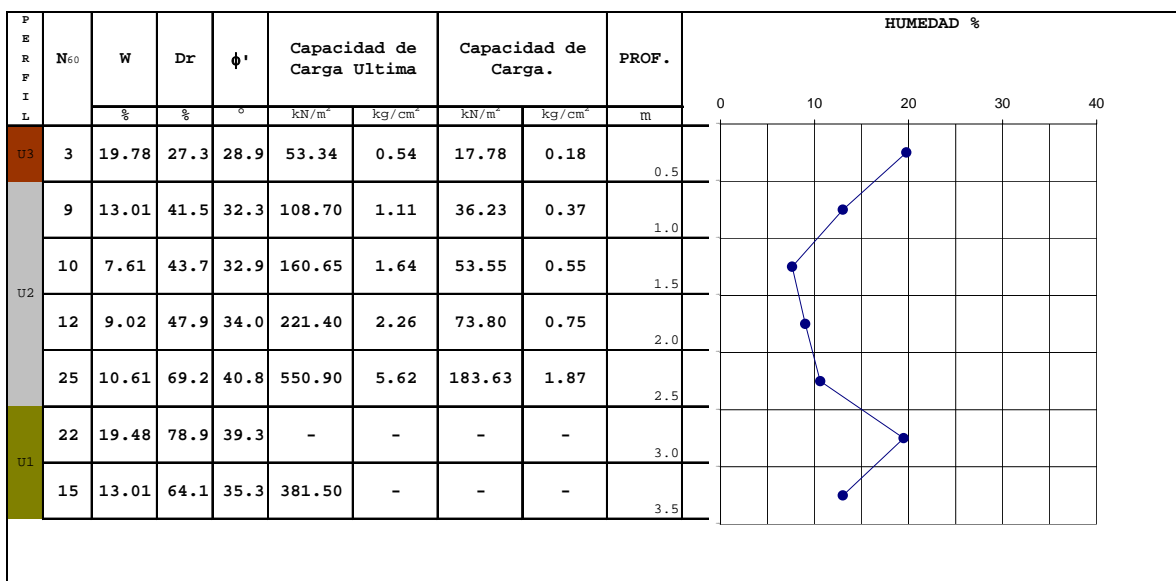 PERFIL N60 W Dr ϕ' Capacidad de Carga Ultima Capacidad de Carga. PROF.
% % ° kN/m² kg/cm² kN/m² kg/cm² m
HUMEDAD %
0 10 20 30 40
U3 3 19.78 27.3 28.9 53.34 0.54 17.78 0.18 0.5
9 13.01 41.5 32.3 108.70 1.11 36.23 0.37 1.0
U2 10 7.61 43.7 32.9 160.65 1.64 53.55 0.55 1.5
12 9.02 47.9 34.0 221.40 2.26 73.80 0.75 2.0
25 10.61 69.2 40.8 550.90 5.62 183.63 1.87 2.5
U1 22 19.48 78.9 39.3 - - - - 3.0
15 13.01 64.1 35.3 381.50 - - - 3.5